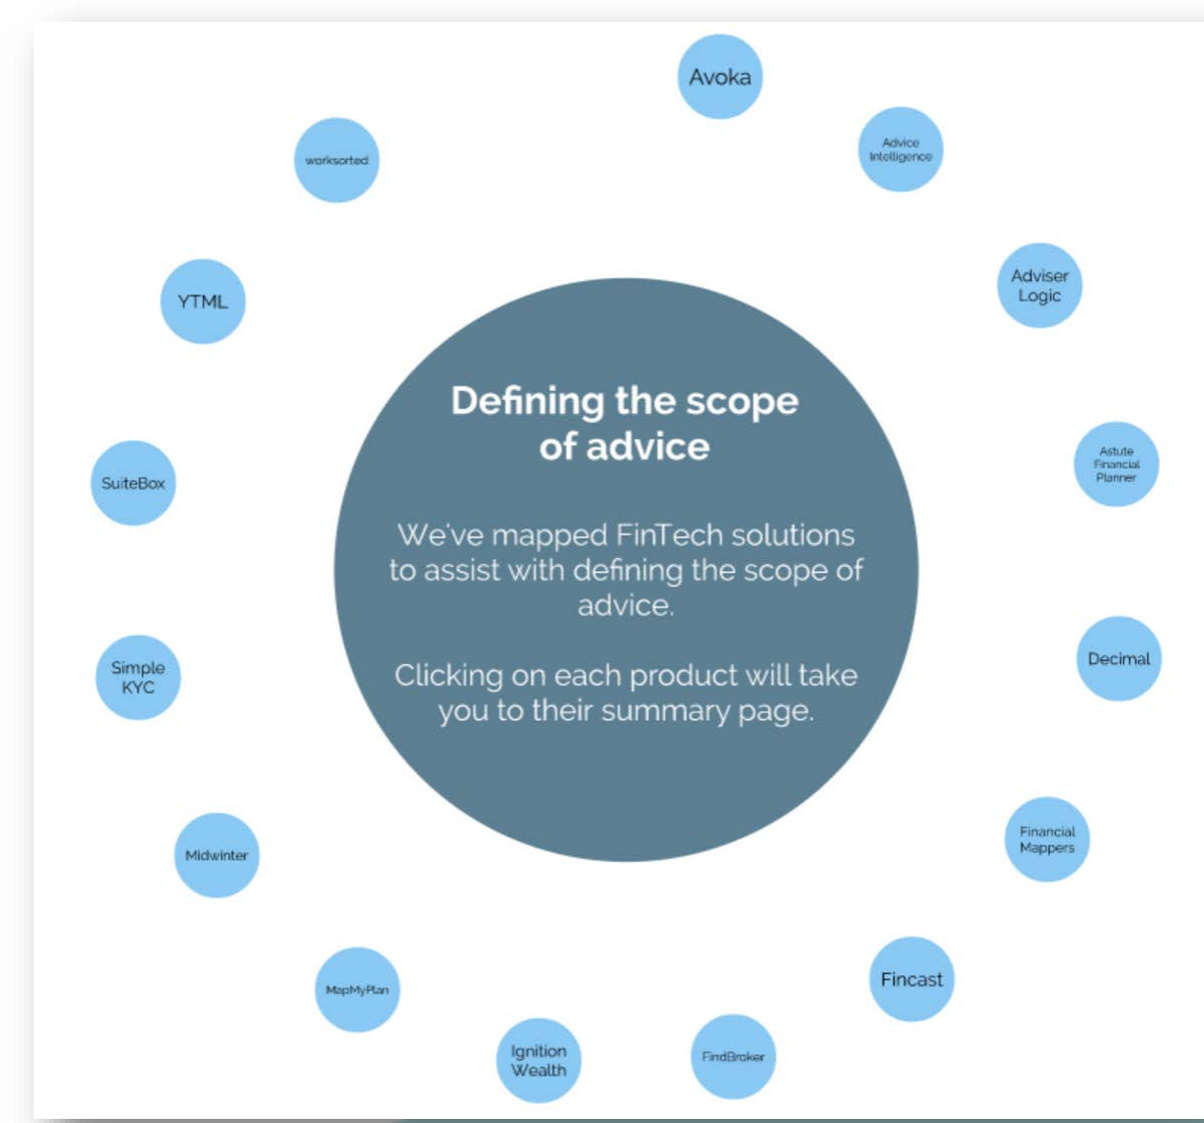 Avoka
Advice
Intelligence
worksorted
Adviser
Logic
YTML
Defining the scope
of advice
Astute
Financial
Planner
SuiteBox
We've mapped FinTech solutions
to assist with defining the scope of
advice.
Decimal
Simple
KYC
Clicking on each product will take
you to their summary page.
Financial
Mappers
Midwinter
Fincast
MapMyPlan
Ignition
Wealth
FindBroker